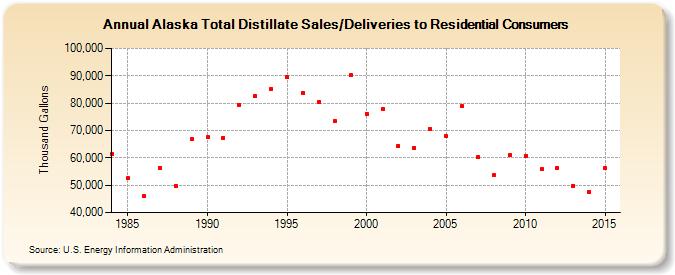 Annual Alaska Total Distillate Sales/Deliveries to Residential Consumers
Thousand Gallons
100,000
90,000
80,000
70,000
60,000
50,000
40,000
1985 1990 1995 2000 2005 2010 2015
Source: U.S. Energy Information Administration